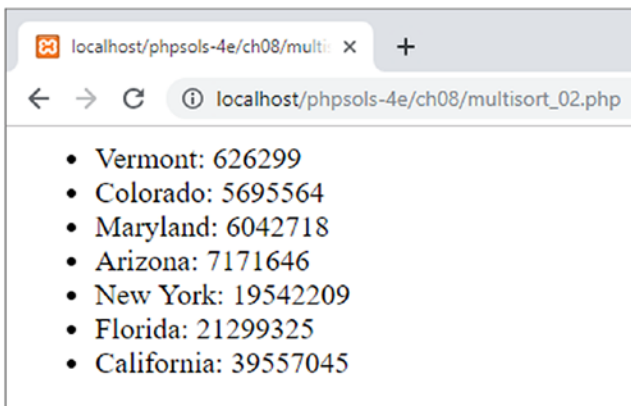 localhost/phpsols-4e/ch08/multi
localhost/phpsols-4e/ch08/multisort_02.php
• Vermont: 626299
• Colorado: 5695564
• Maryland: 6042718
• Arizona: 7171646
• New York: 19542209
• Florida: 21299325
• California: 39557045